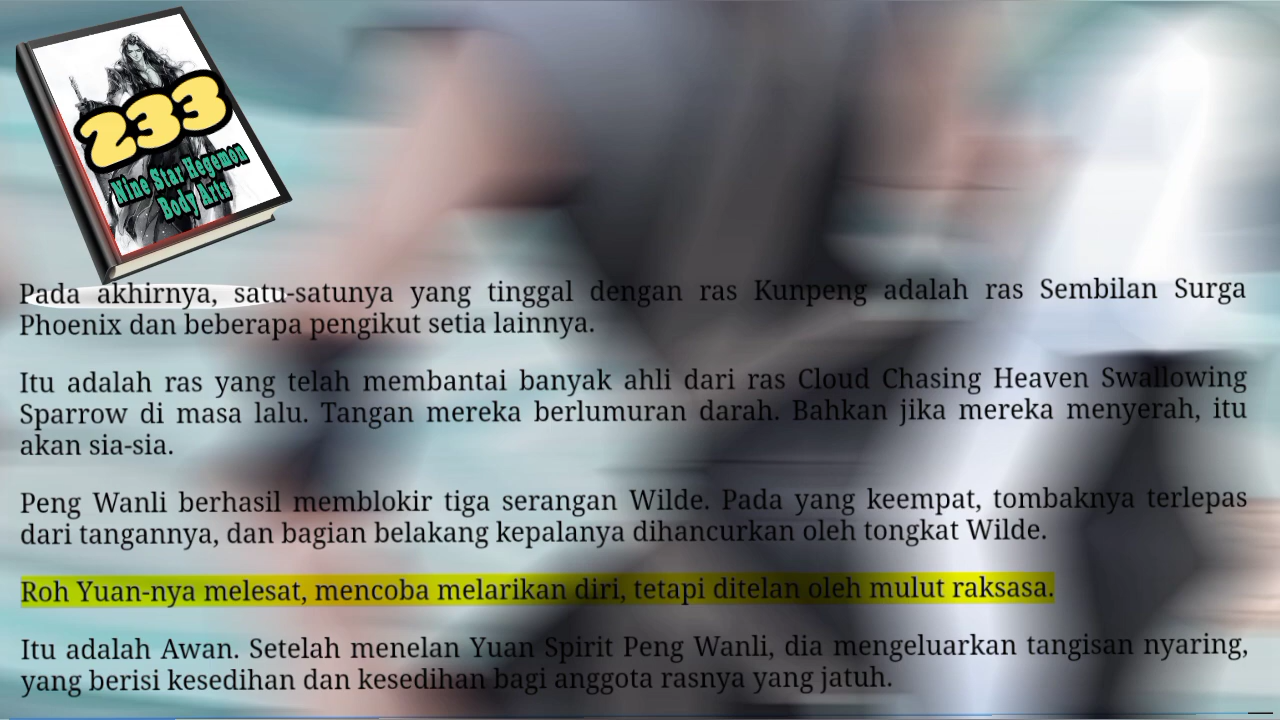 233
Nine Star Hegemon
Body Arts
Pada akhirnya, satu-satunya yang tinggal dengan ras Kunpeng adalah ras Sembilan Surga
Phoenix dan beberapa pengikut setia lainnya.
Itu adalah ras yang telah membantai banyak ahli dari ras Cloud Chasing Heaven Swallowing
Sparrow di masa lalu. Tangan mereka berlumuran darah. Bahkan jika mereka menyerah, itu
akan sia-sia.
Peng Wanli berhasil memblokir tiga serangan Wilde. Pada yang keempat, tombaknya terlepas
dari tangannya, dan bagian belakang kepalanya dihancurkan oleh tongkat Wilde.
Roh Yuan-nya melesat, mencoba melarikan diri, tetapi ditelan oleh mulut raksasa.
Itu adalah Awan. Setelah menelan Yuan Spirit Peng Wanli, dia mengeluarkan tangisan nyaring,
yang berisi kesedihan dan kesedihan bagi anggota rasnya yang jatuh.